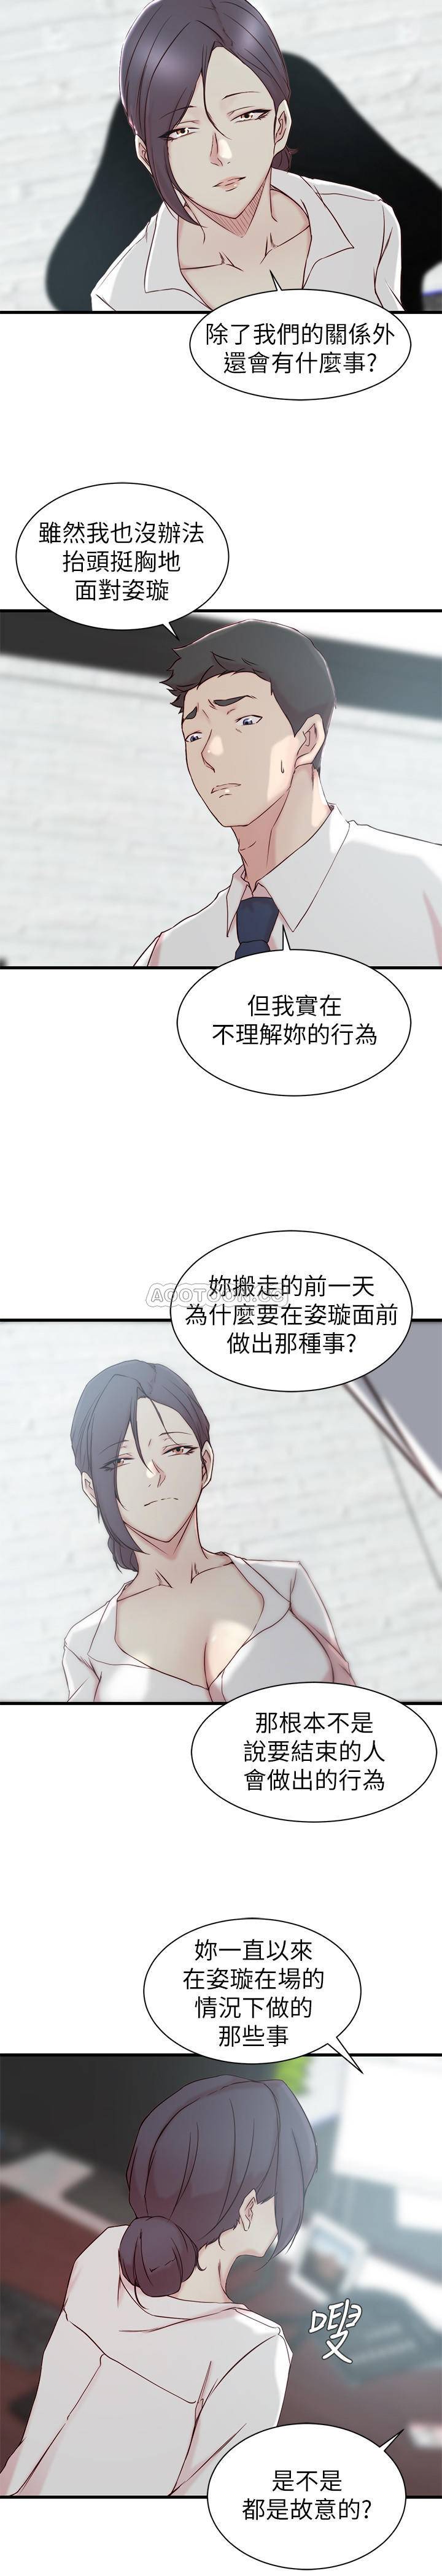 除了我們的關係外
還會有什麼事?
雖然我也沒辦法
抬頭挺胸地
面對姿璇
但我實在
不理解妳的行為
妳搬走的前一天
為什麼要在姿璇面前
做出那種事?
那根本不是
說要結束的人
會做出的行為
妳一直以來
在姿璇在場的
情況下做的
那些事
嗖
是不是
都是故意的?